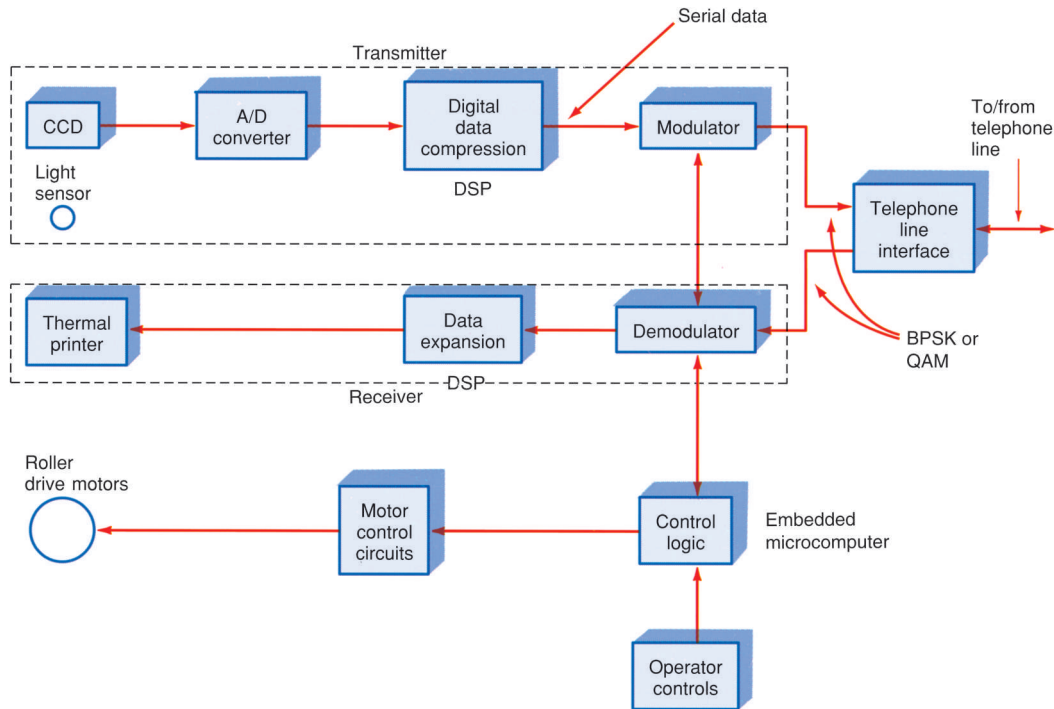 Serial data
Transmitter
CCD
A/D
converter
Digital
data
compression
Modulator
To/from
telephone
line
Light
sensor
DSP
Telephone
line
interface
Thermal
printer
Data
expansion
Demodulator
BPSK or
QAM
DSP
Receiver
Roller
drive motors
Motor
control
circuits
Control
logic
Embedded
microcomputer
Operator
controls